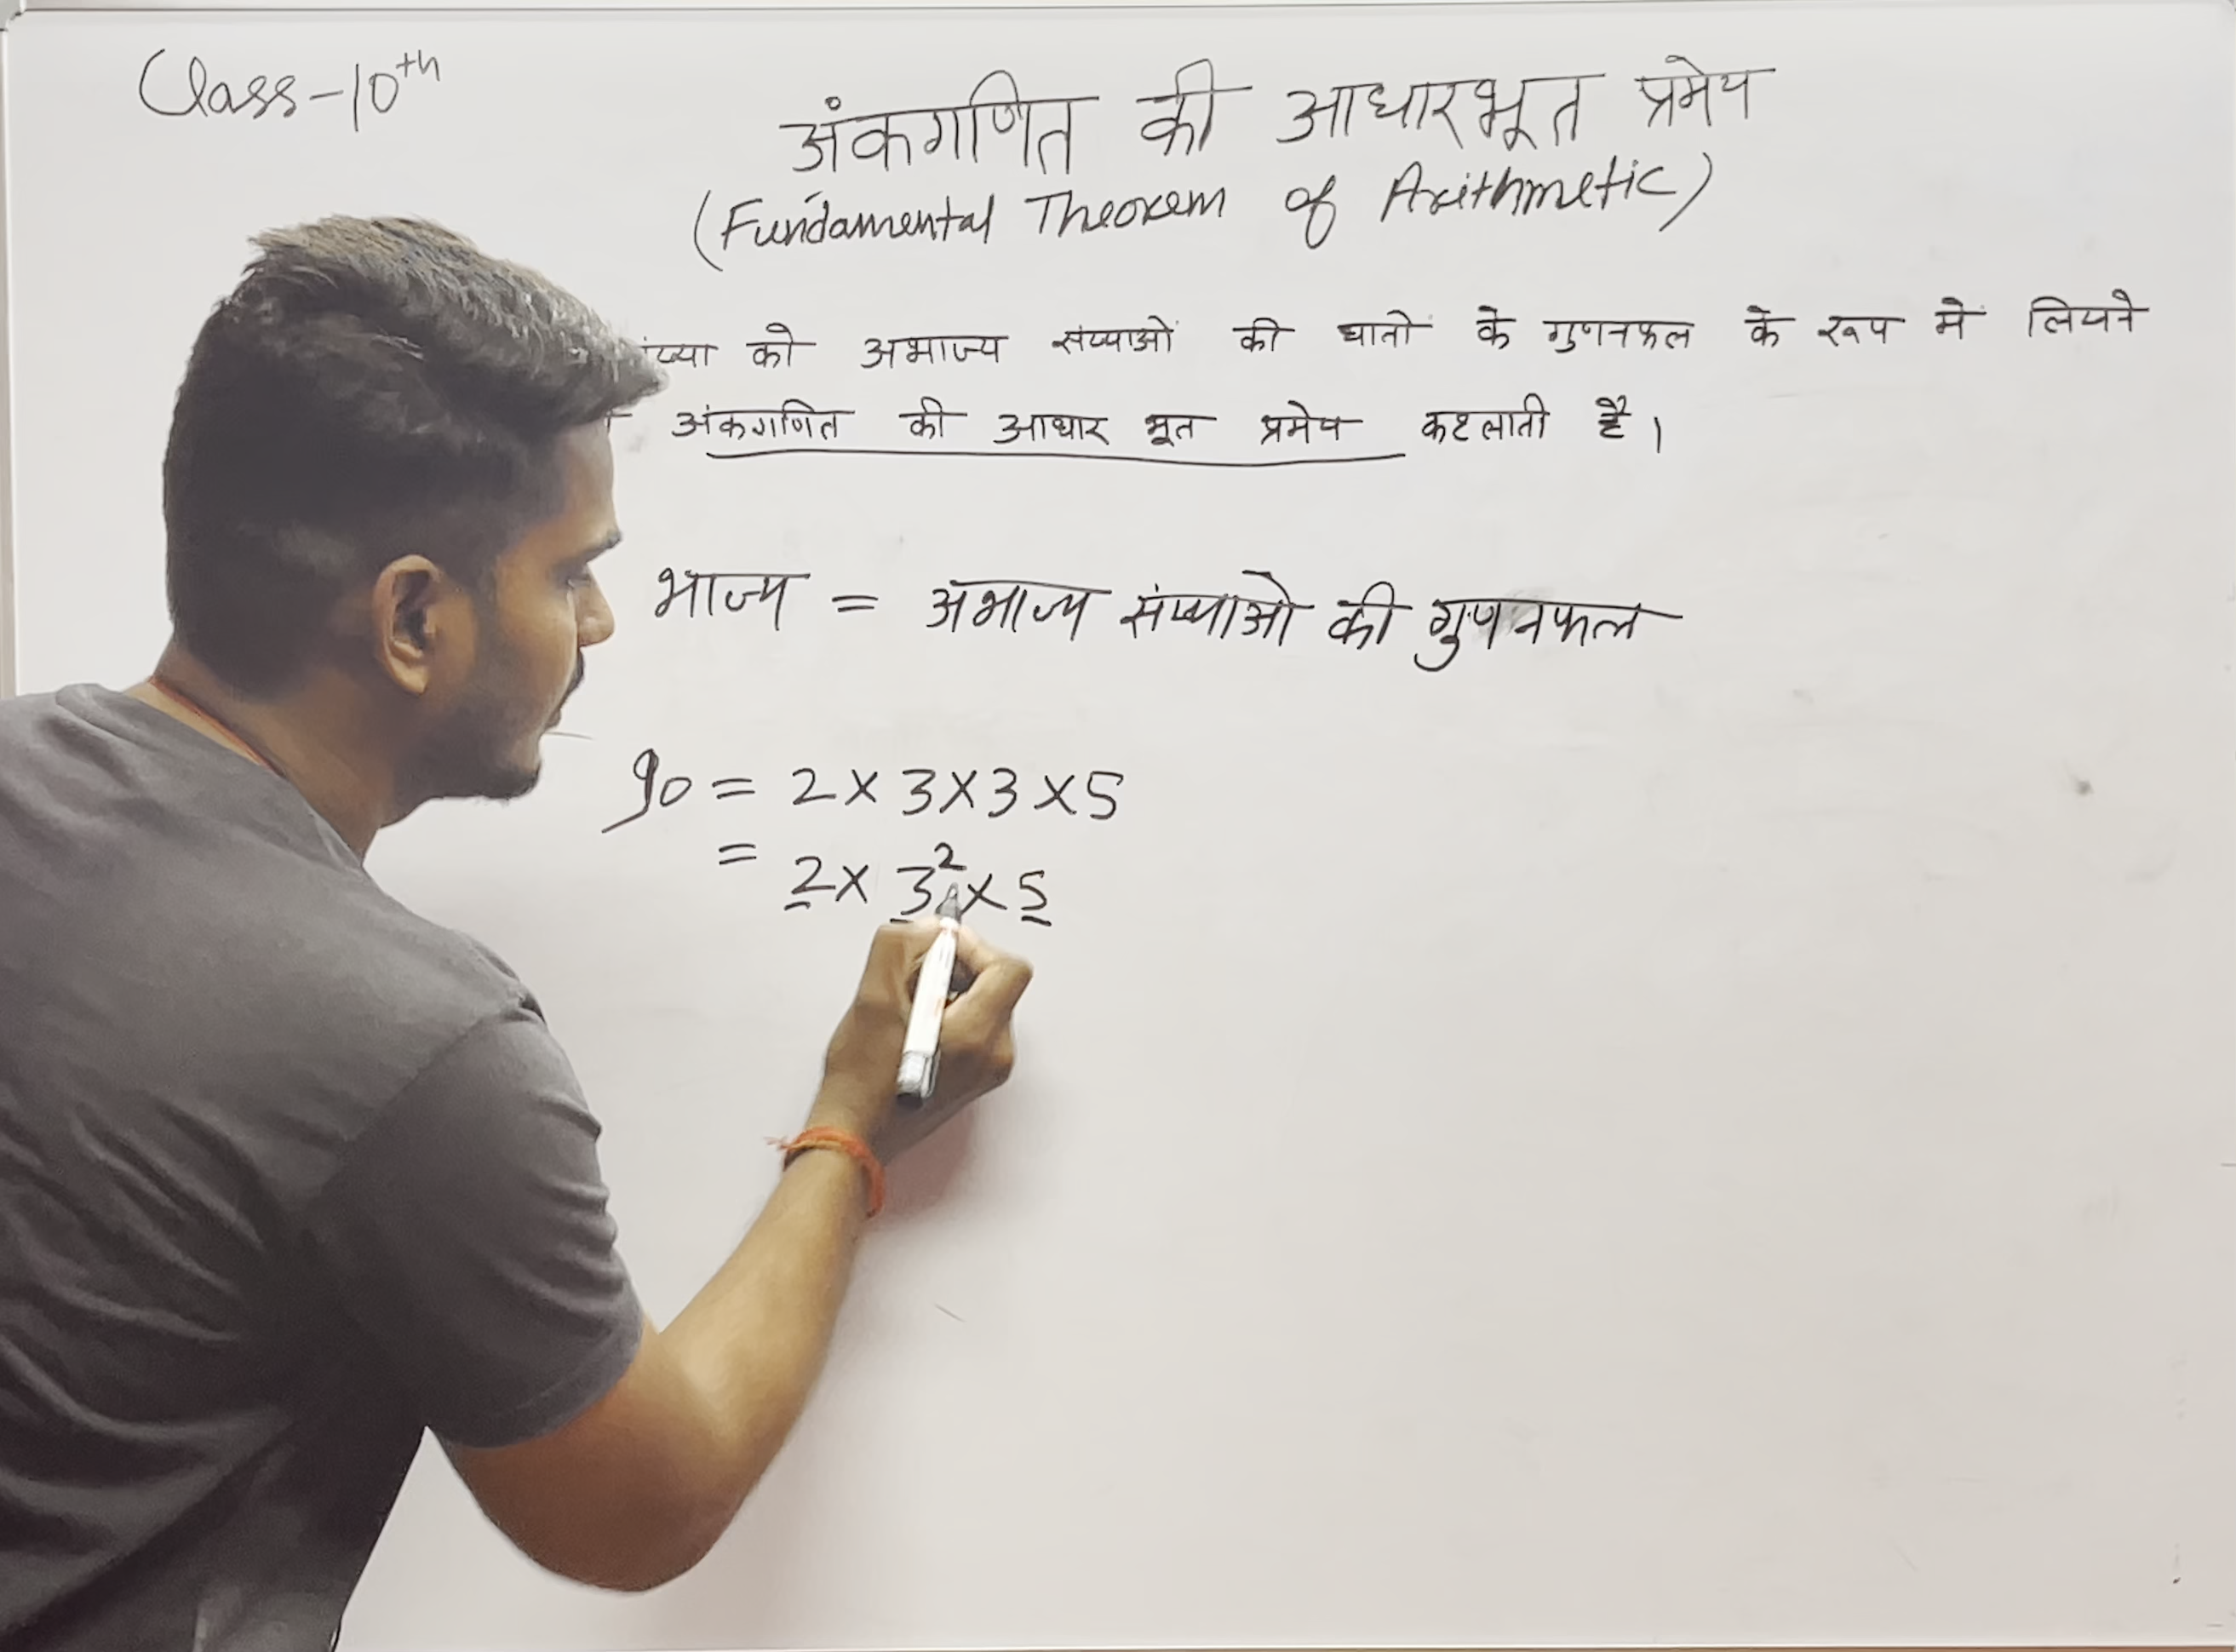 Class-10th
अंकगणित की आधारभूत प्रमेय
(Fundamental Theorem of Arithmetic)
को अभाज्य संख्याओं की घातो के गुणनफल के रूप में लिखने
अंकगणित की आधार भूत प्रमेय कहलाती है।
भाज्य = अभाज्य संख्याओ की गुणनफल
90 = 2 × 3 × 3 × 5
= 2 × 3² × 5